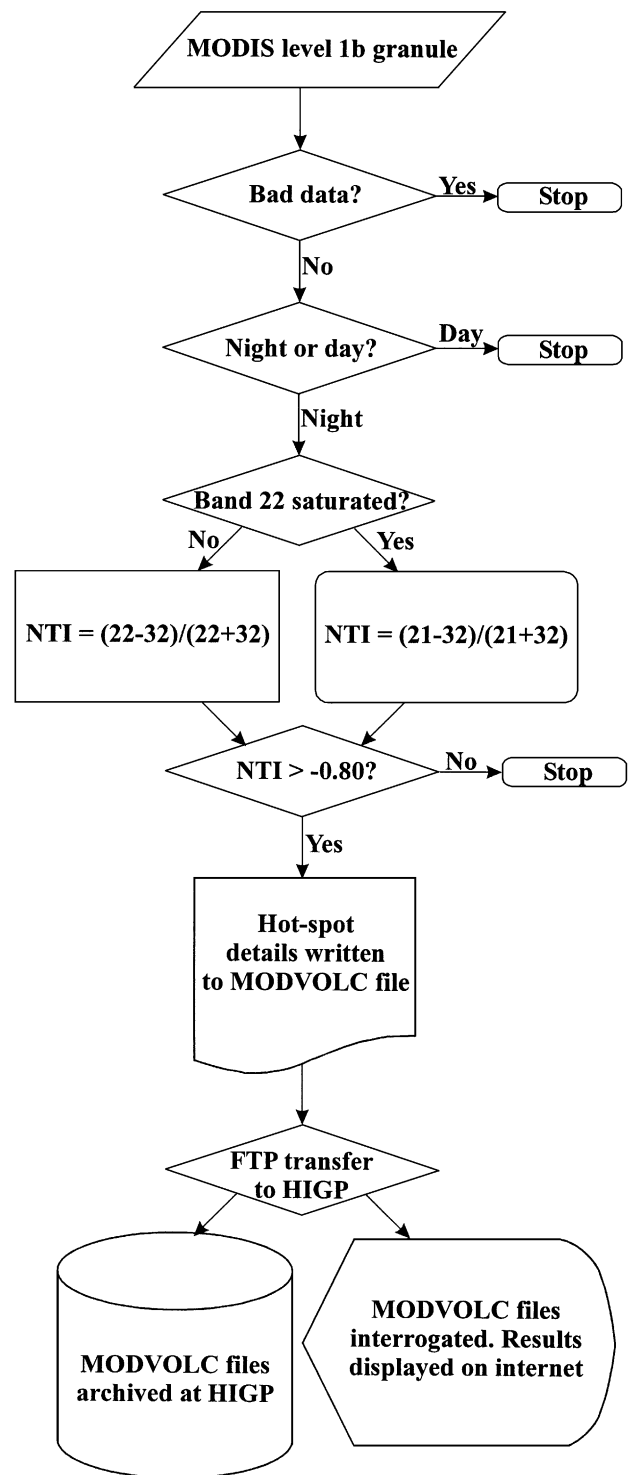 MODIS level 1b granule
Bad data?
Yes
Stop
No
Night or day?
Day
Stop
Night
Band 22 saturated?
No
Yes
NTI = (22-32)/(22+32)
NTI = (21-32)/(21+32)
NTI > -0.80?
No
Stop
Yes
Hot-spot
details written
to MODVOLC file
FTP transfer
to HIGP
MODVOLC files
archived at HIGP
MODVOLC files
interrogated. Results
displayed on internet